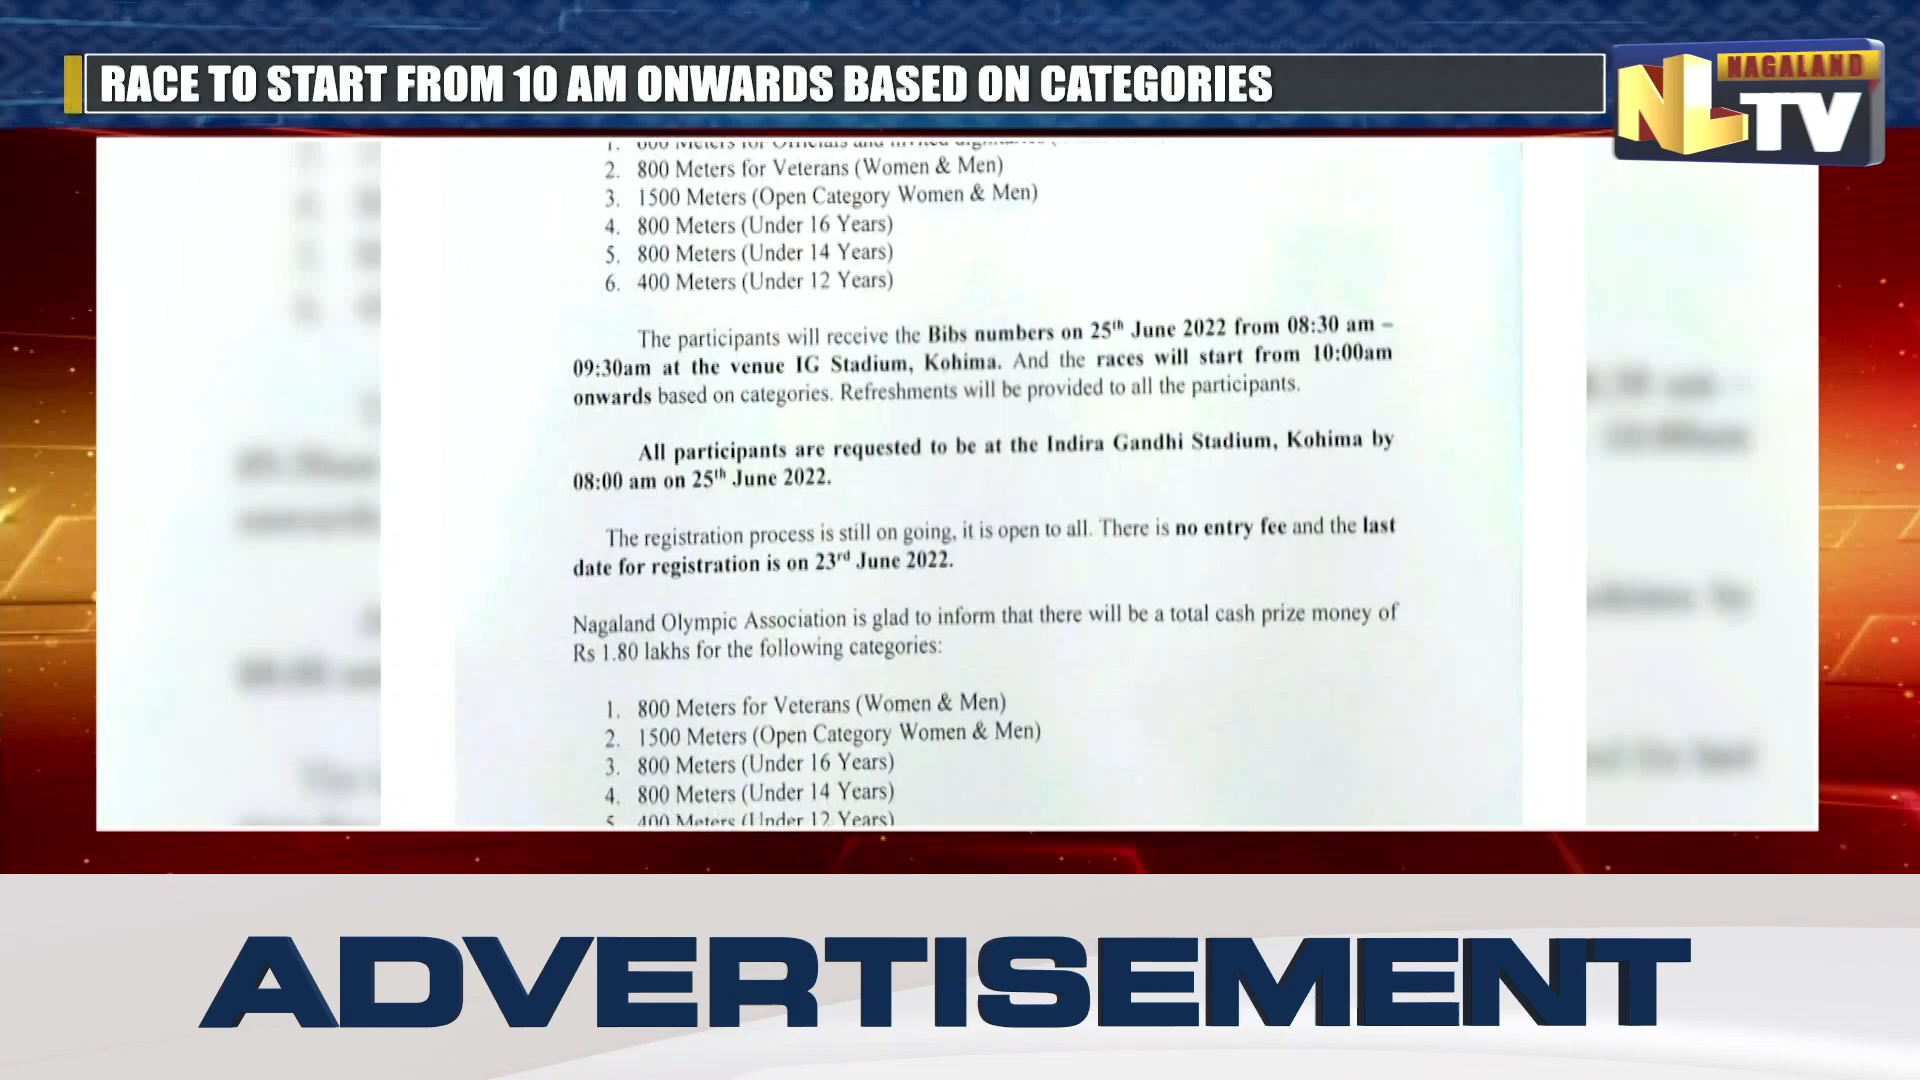 RACE TO START FROM 10 AM ONWARDS BASED ON CATEGORIES
NAGALAND
NL TV
2. 800 Meters for Veterans (Women & Men)
3. 1500 Meters (Open Category Women & Men)
4. 800 Meters (Under 16 Years)
5. 800 Meters (Under 14 Years)
6. 400 Meters (Under 12 Years)
The participants will receive the Bibs numbers on 25th June 2022 from 08:30 am –
09:30am at the venue IG Stadium, Kohima. And the races will start from 10:00am
onwards based on categories. Refreshments will be provided to all the participants.
All participants are requested to be at the Indira Gandhi Stadium, Kohima by
08:00 am on 25th June 2022.
The registration process is still on going, it is open to all. There is no entry fee and the last
date for registration is on 23rd June 2022.
Nagaland Olympic Association is glad to inform that there will be a total cash prize money of
Rs 1.80 lakhs for the following categories:
1. 800 Meters for Veterans (Women & Men)
2. 1500 Meters (Open Category Women & Men)
3. 800 Meters (Under 16 Years)
4. 800 Meters (Under 14 Years)
5 400 Meters (Under 12 Years)
ADVERTISEMENT